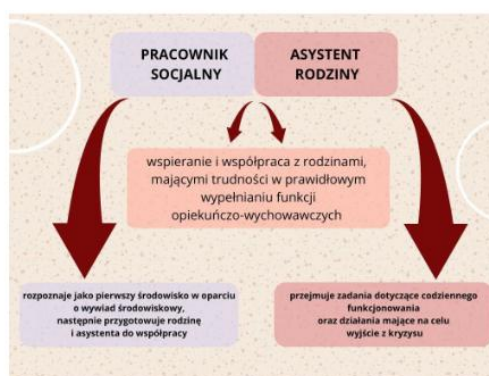 PRACOWNIK
SOCJALNY
ASYSTENT
RODZINY
wspieranie i współpraca z rodzinami,
mającymi trudności w prawidłowym
wypełnianiu funkcji
opiekuńczo-wychowawczych
rozpoznaje jako pierwszy środowisko w oparciu
o wywiad środowiskowy,
następnie przygotowuje rodzinę
i asystenta do współpracy
przejmuje zadania dotyczące codziennego
funkcjonowania
oraz działania mające na celu
wyjście z kryzysu